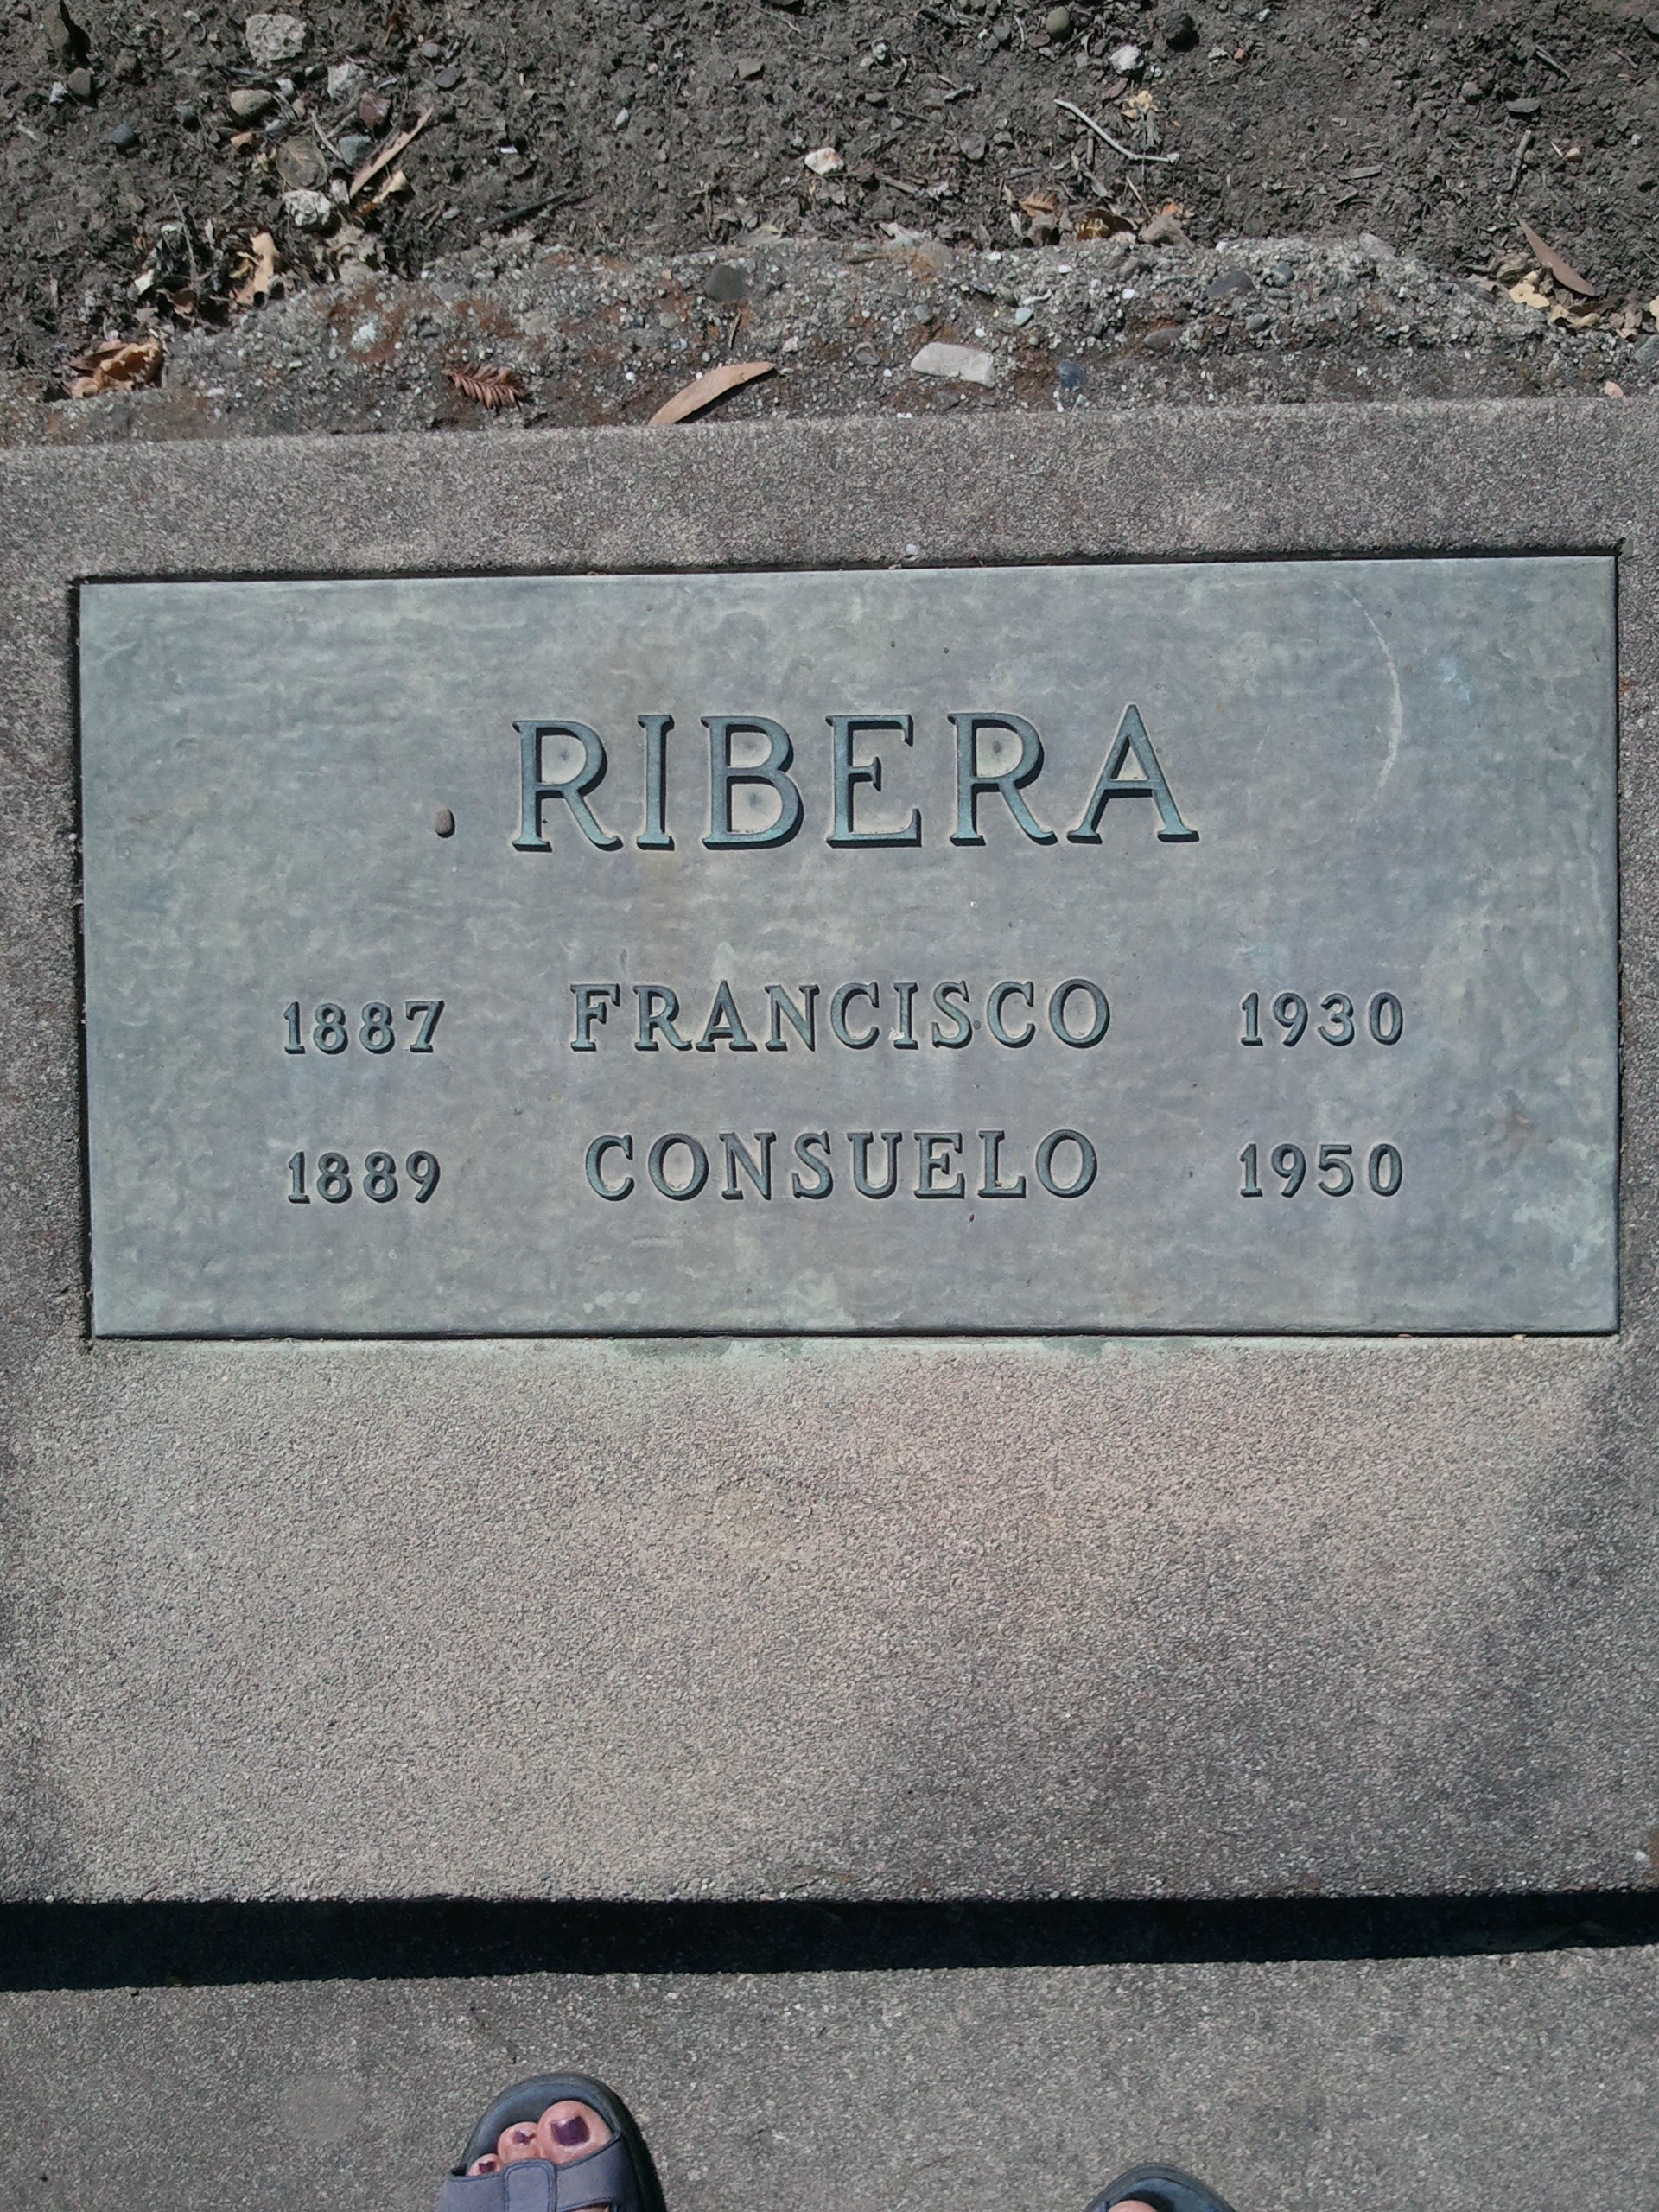 RIBERA
1887 FRANCISCO 1930
1889 CONSUELO 1950